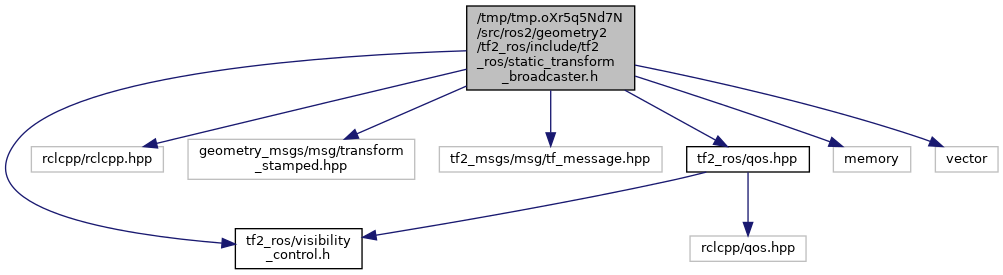 /tmp/tmp.oXr5q5Nd7N
/src/ros2/geometry2
/tf2_ros/include/tf2
_ros/static_transform
_broadcaster.h
rclcpp/rclcpp.hpp
geometry_msgs/msg/transform
_stamped.hpp
tf2_msgs/msg/tf_message.hpp
tf2_ros/qos.hpp
memory
vector
tf2_ros/visibility
_control.h
rclcpp/qos.hpp